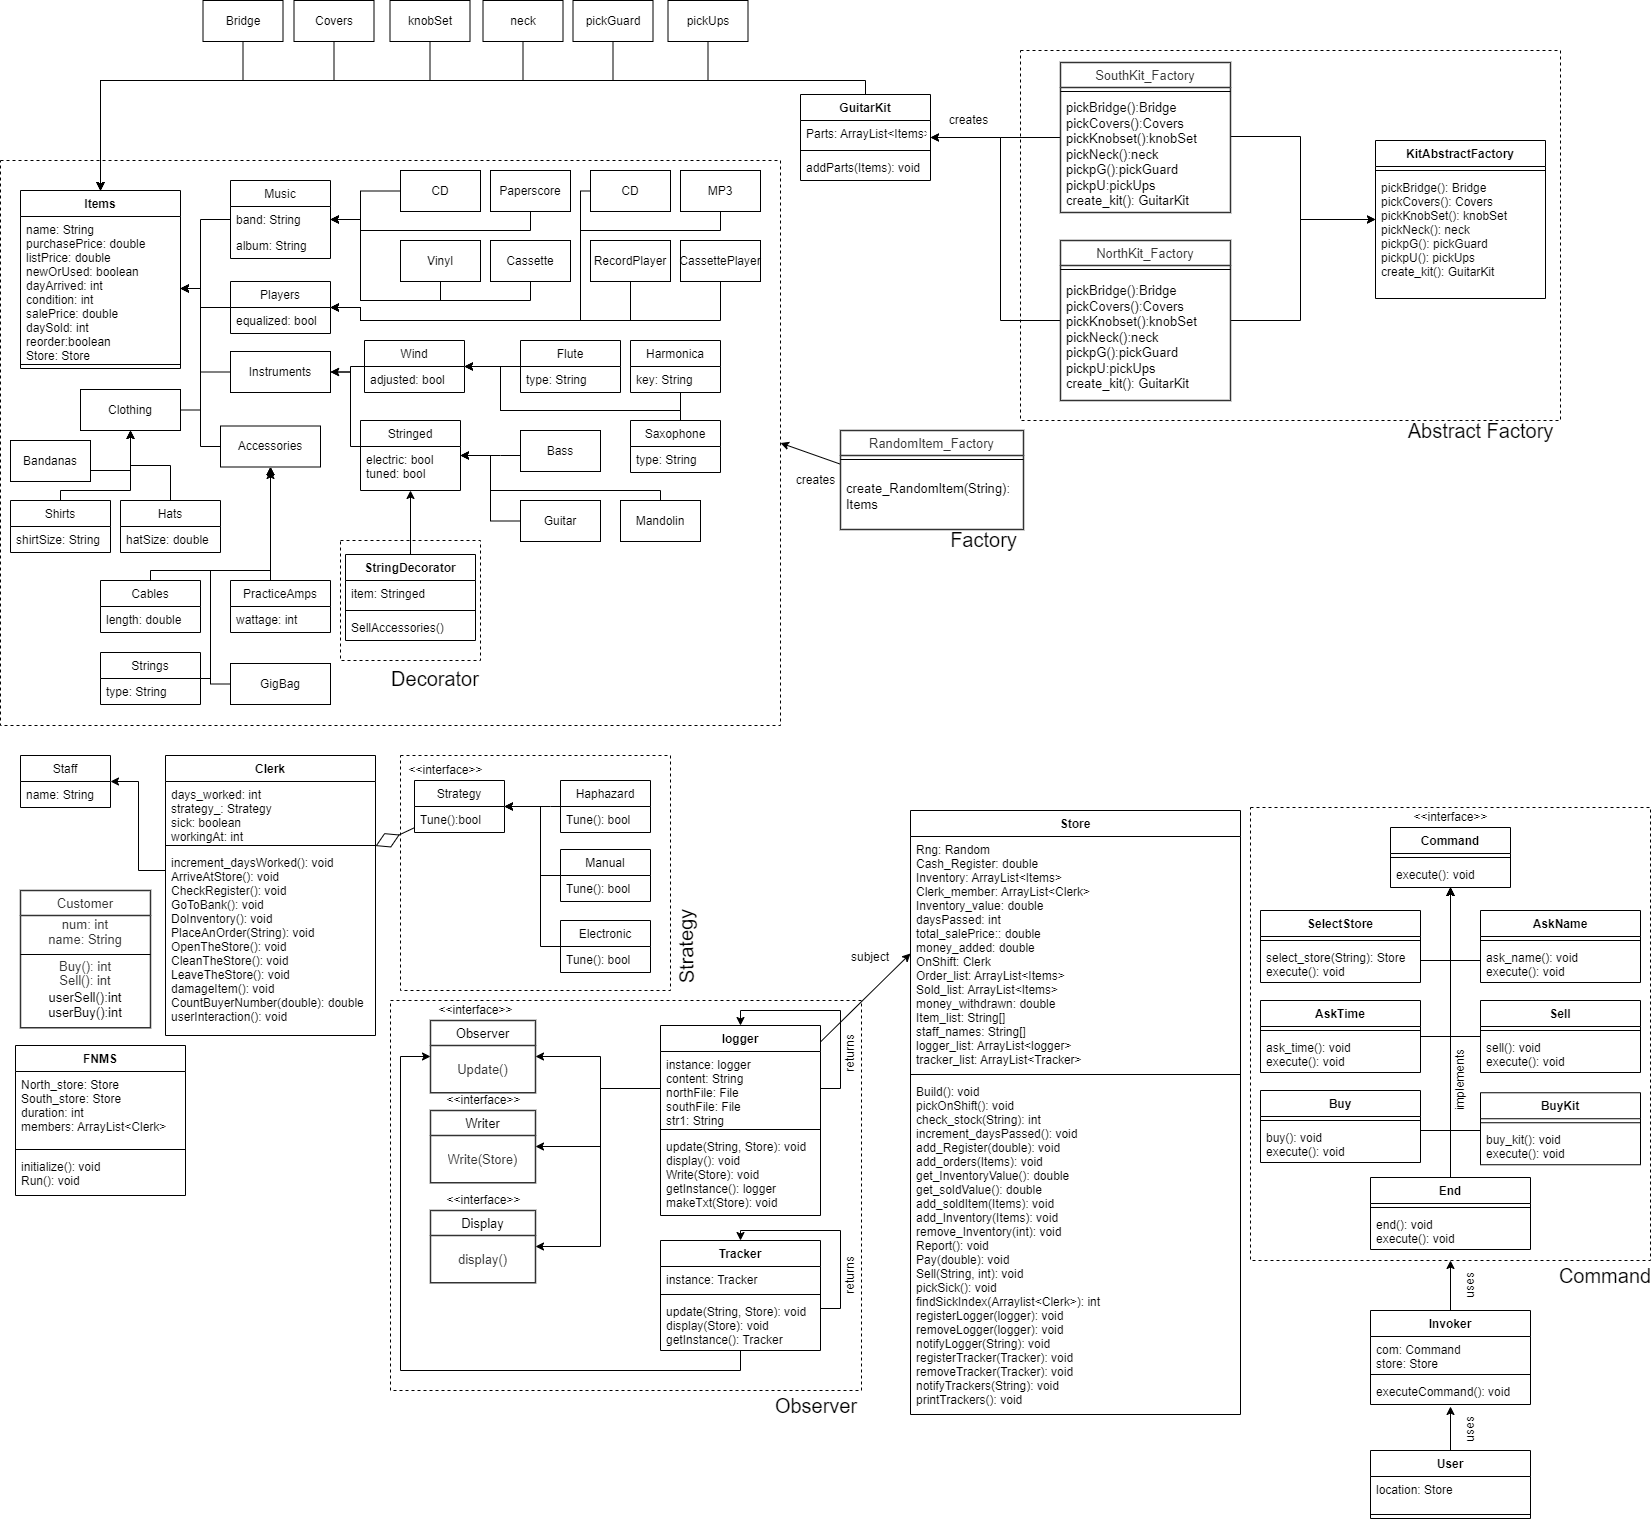 Bridge
Covers
knobSet
neck
pickGuard
pickUps
GuitarKit
Parts: ArrayList<Items>
addParts(Items): void
creates
SouthKit_Factory
pickBridge():Bridge
pickCovers():Covers
pickKnobset():knobSet
pickNeck():neck
pickpG():pickGuard
pickpU:pickUps
create_kit(): GuitarKit
NorthKit_Factory
pickBridge():Bridge
pickCovers():Covers
pickKnobset():knobSet
pickNeck():neck
pickpG():pickGuard
pickpU:pickUps
create_kit(): GuitarKit
KitAbstractFactory
pickBridge(): Bridge
pickCovers(): Covers
pickKnobSet(): knobSet
pickNeck(): neck
pickpG(): pickGuard
pickpU(): pickUps
create_kit(): GuitarKit
Abstract Factory
Items
name: String
purchasePrice: double
listPrice: double
newOrUsed: boolean
dayArrived: int
condition: int
salePrice: double
daySold: int
reorder:boolean
Store: Store
Music
band: String
album: String
CD
Paperscore
CD
MP3
Vinyl
Cassette
RecordPlayer
CassettePlayer
Players
equalized: bool
Instruments
Wind
adjusted: bool
Flute
type: String
Harmonica
key: String
Clothing
Accessories
Stringed
electric: bool
tuned: bool
Bass
Saxophone
type: String
Bandanas
Shirts
shirtSize: String
Hats
hatSize: double
Guitar
Mandolin
Cables
length: double
PracticeAmps
wattage: int
StringDecorator
item: Stringed
SellAccessories()
Decorator
Strings
type: String
GigBag
RandomItem_Factory
create_RandomItem(String):
Items
creates
Factory
Staff
name: String
Clerk
days_worked: int
strategy_: Strategy
sick: boolean
workingAt: int
increment_daysWorked(): void
ArriveAtStore(): void
CheckRegister(): void
GoToBank(): void
DoInventory(): void
PlaceAnOrder(String): void
OpenTheStore(): void
CleanTheStore(): void
LeaveTheStore(): void
damageItem(): void
CountBuyerNumber(double): double
userInteraction(): void
Customer
num: int
name: String
Buy(): int
Sell(): int
userSell():int
userBuy():int
FNMS
North_store: Store
South_store: Store
duration: int
members: ArrayList<Clerk>
initialize(): void
Run(): void
<<interface>>
Strategy
Tune():bool
Haphazard
Tune(): bool
Manual
Tune(): bool
Electronic
Tune(): bool
Strategy
<<interface>>
Observer
Update()
<<interface>>
Writer
Write(Store)
<<interface>>
Display
display()
logger
instance: logger
content: String
northFile: File
southFile: File
str1: String
update(String, Store): void
display(): void
Write(Store): void
getInstance(): logger
makeTxt(Store): void
returns
Tracker
instance: Tracker
update(String, Store): void
display(Store): void
getInstance(): Tracker
returns
Observer
subject
Store
Rng: Random
Cash_Register: double
Inventory: ArrayList<Items>
Clerk_member: ArrayList<Clerk>
Inventory_value: double
daysPassed: int
total_salePrice:: double
money_added: double
OnShift: Clerk
Order_list: ArrayList<Items>
Sold_list: ArrayList<Items>
money_withdrawn: double
Item_list: String[]
staff_names: String[]
logger_list: ArrayList<logger>
tracker_list: ArrayList<Tracker>
Build(): void
pickOnShift(): void
check_stock(String): int
increment_daysPassed(): void
add_Register(double): void
add_orders(Items): void
get_InventoryValue(): double
get_soldValue(): double
add_soldItem(Items): void
add_Inventory(Items): void
remove_Inventory(int): void
Report(): void
Pay(double): void
Sell(String, int): void
pickSick(): void
findSickIndex(Arraylist<Clerk>): int
registerLogger(logger): void
removeLogger(logger): void
notifyLogger(String): void
registerTracker(Tracker): void
removeTracker(Tracker): void
notifyTrackers(String): void
printTrackers(): void
<<interface>>
Command
execute(): void
SelectStore
select_store(String): Store
execute(): void
AskName
ask_name(): void
execute(): void
AskTime
ask_time(): void
execute(): void
Sell
sell(): void
execute(): void
implements
Buy
buy(): void
execute(): void
BuyKit
buy_kit(): void
execute(): void
End
end(): void
execute(): void
Command
uses
Invoker
com: Command
store: Store
executeCommand(): void
uses
User
location: Store